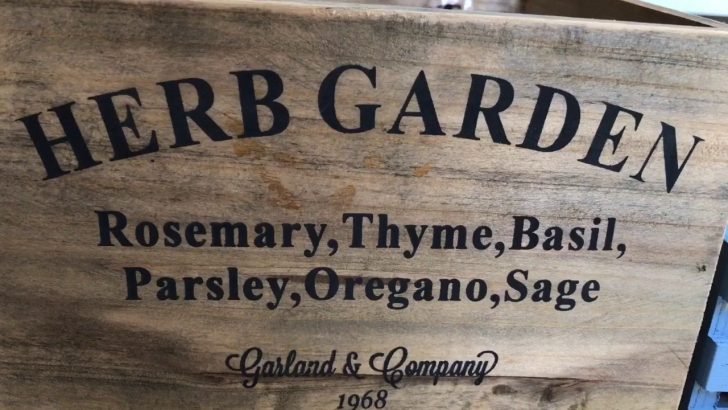 HERB GARDEN
Rosemary,Thyme,Basil,
Parsley,Oregano,Sage
Garland & Company
1968